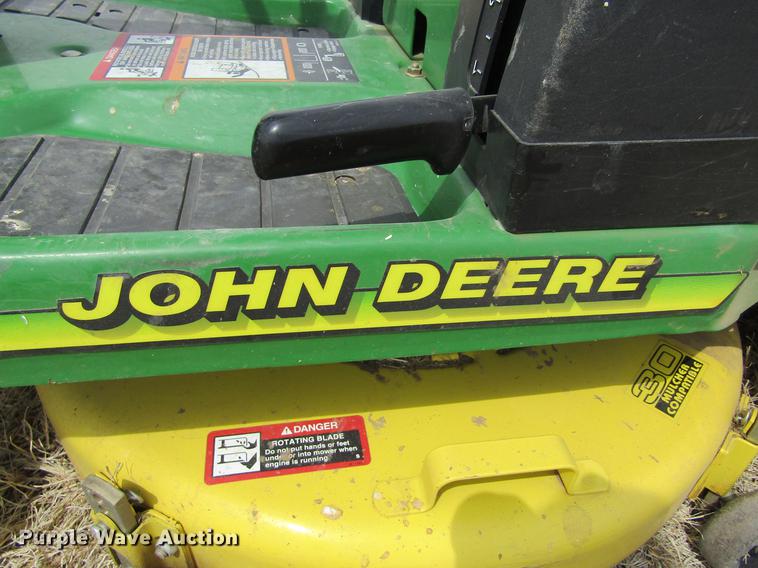 DANGER
JOHN DEERE
30
MULCHER
COMPATIBLE
DANGER
ROTATING BLADE
Do not put hands or feet
under or into mower when
engine is running.
Purple Wave Auction